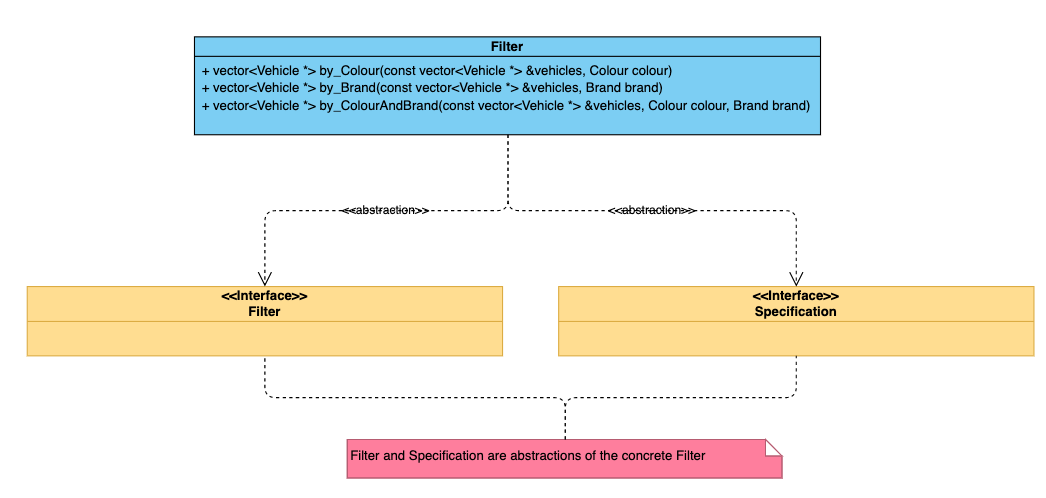 Filter
+ vector<Vehicle *> by_Colour(const vector<Vehicle *> &vehicles, Colour colour)
+ vector<Vehicle *> by_Brand(const vector<Vehicle *> &vehicles, Brand brand)
+ vector<Vehicle *> by_ColourAndBrand(const vector<Vehicle *> &vehicles, Colour colour, Brand brand)
<<abstraction>>
<<abstraction>>
<<Interface>>
Filter
<<Interface>>
Specification
Filter and Specification are abstractions of the concrete Filter